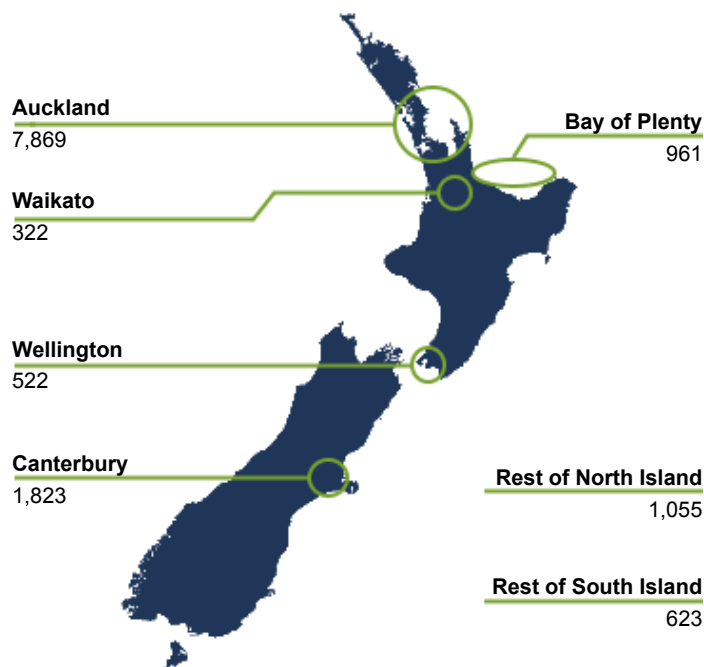 Auckland
7,869
Bay of Plenty
961
Waikato
322
Wellington
522
Canterbury
1,823
Rest of North Island
1,055
Rest of South Island
623